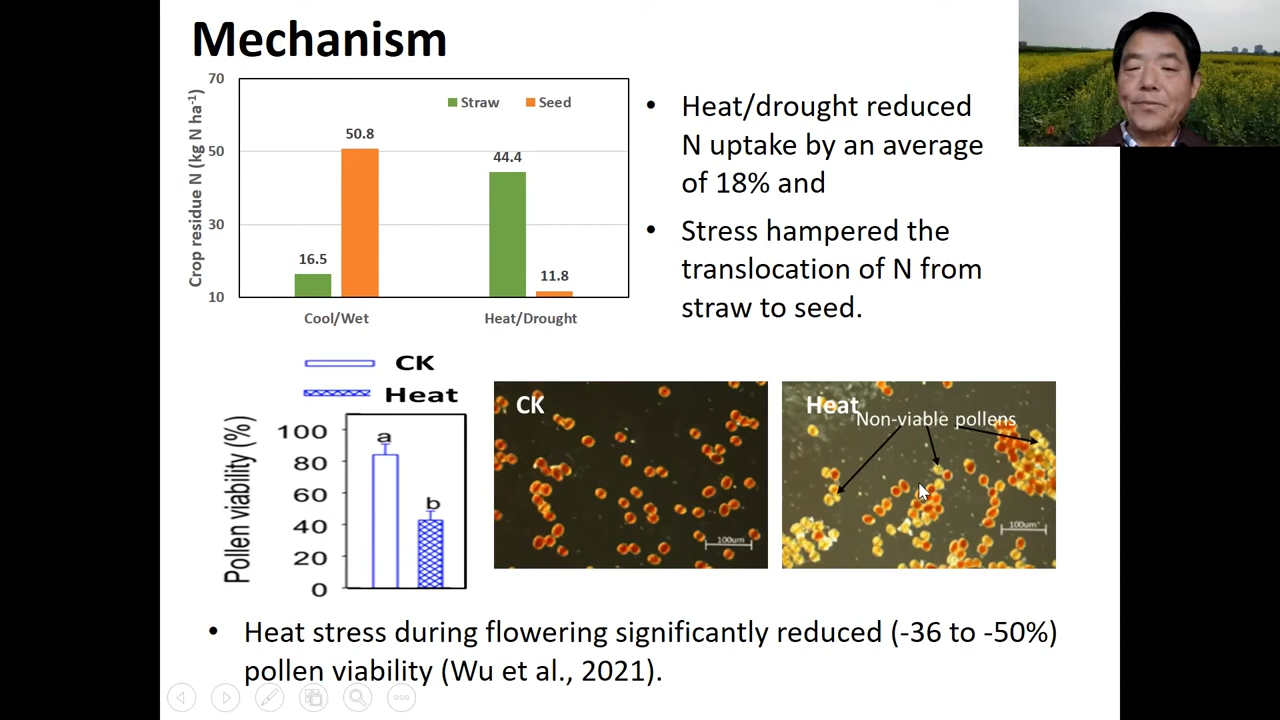 Mechanism
Crop residue N (kg N ha⁻¹)
70
50
30
10
Straw
Seed
16.5
50.8
44.4
11.8
Cool/Wet
Heat/Drought
• Heat/drought reduced
N uptake by an average
of 18% and
• Stress hampered the
translocation of N from
straw to seed.
CK
Heat
Pollen viability (%)
100
80
60
40
20
0
a
b
CK
100um
Heat
Non-viable pollens
100um
• Heat stress during flowering significantly reduced (-36 to -50%)
pollen viability (Wu et al., 2021).